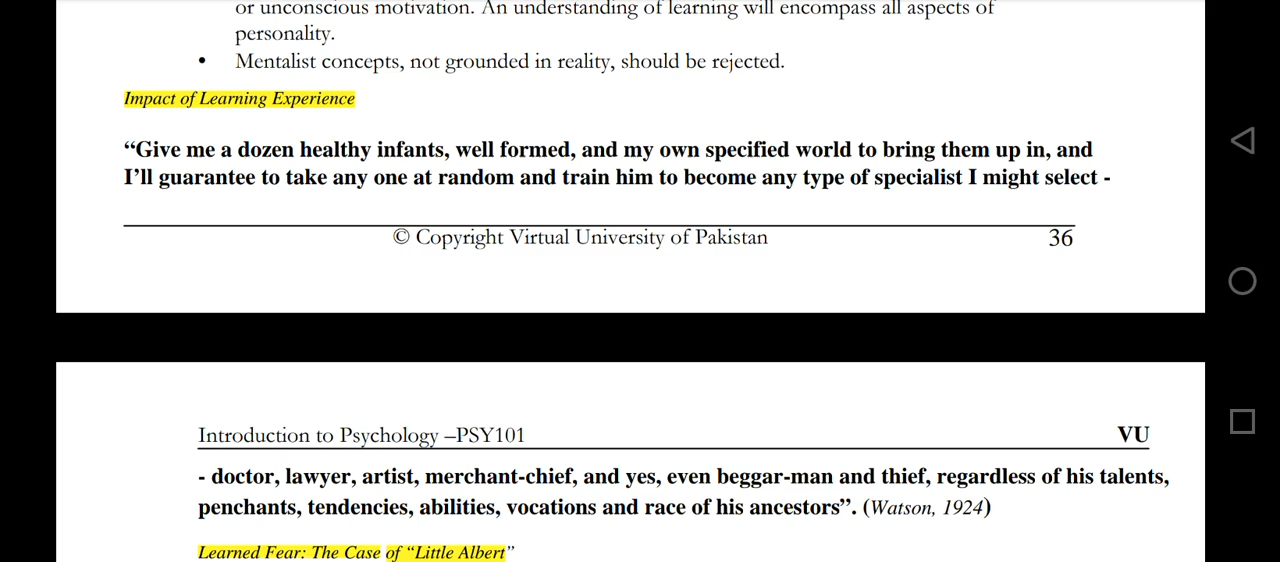 or unconscious motivation. An understanding of learning will encompass all aspects of
personality.
• Mentalist concepts, not grounded in reality, should be rejected.
Impact of Learning Experience
“Give me a dozen healthy infants, well formed, and my own specified world to bring them up in, and
I’ll guarantee to take any one at random and train him to become any type of specialist I might select -
© Copyright Virtual University of Pakistan 36
Introduction to Psychology –PSY101 VU
- doctor, lawyer, artist, merchant-chief, and yes, even beggar-man and thief, regardless of his talents,
penchants, tendencies, abilities, vocations and race of his ancestors”. (Watson, 1924)
Learned Fear: The Case of “Little Albert”